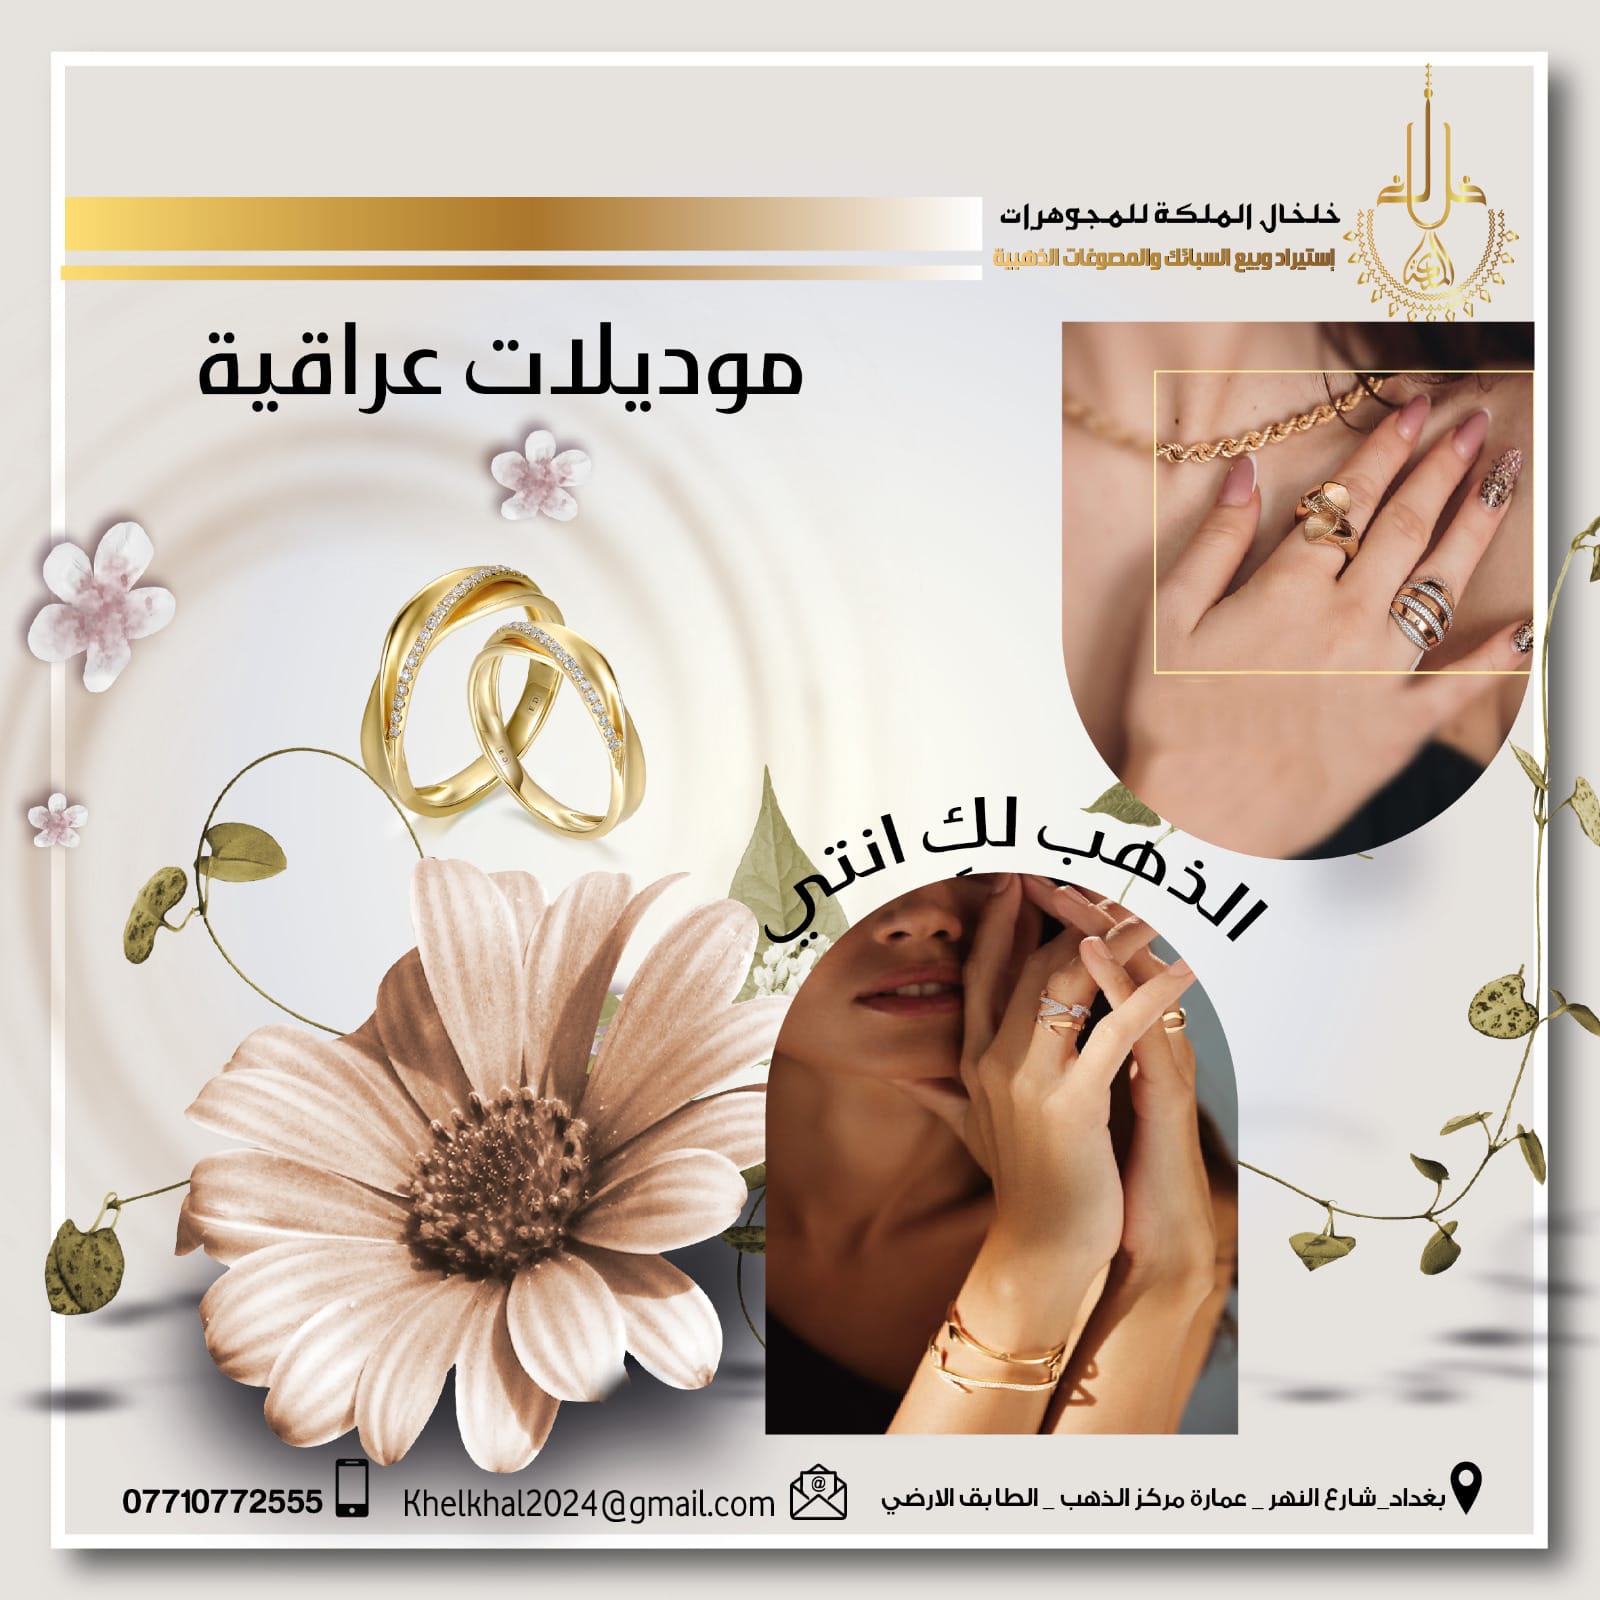 خلخال الملكة للمجوهرات
إستيراد وبيع السبائك والمصوغات الذهبية
موديلات عراقية
الذهب لكِ انتي
بغداد_شارع النهر _ عمارة مركز الذهب _ الطابق الارضي
Khelkhal2024@gmail.com
07710772555